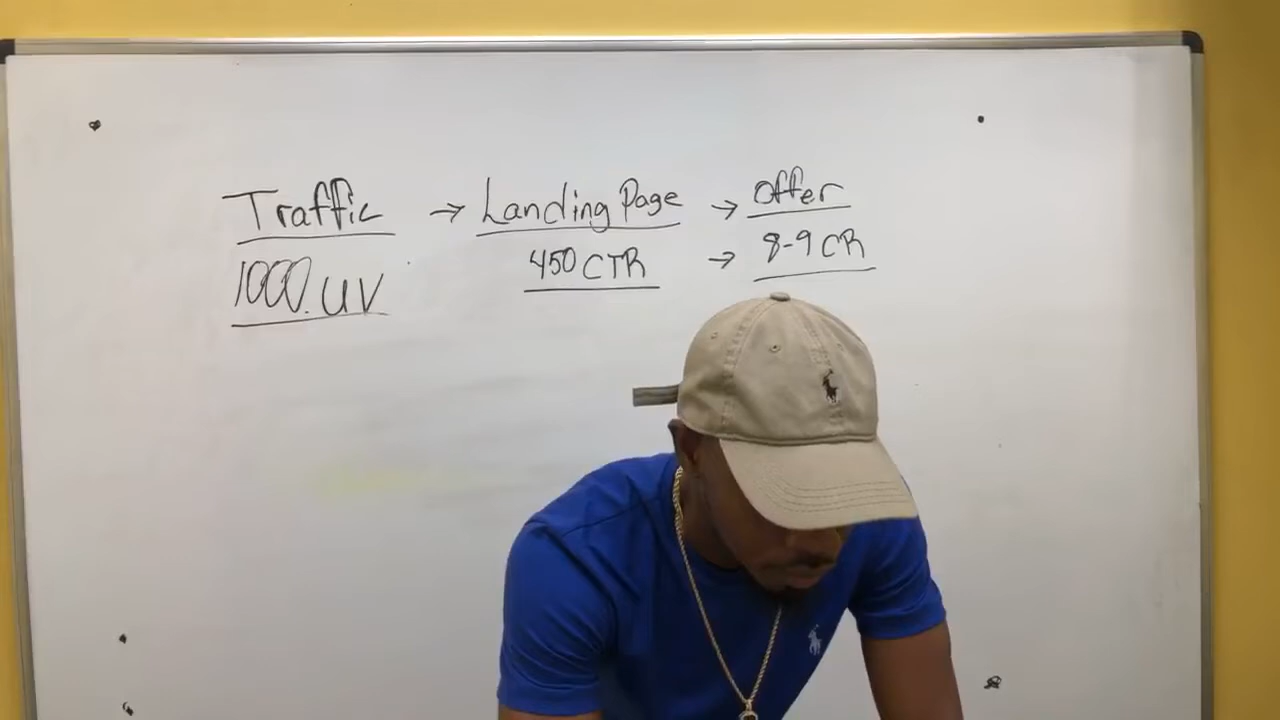 Traffic → Landing Page → Offer
1000.UV 450 CTR → 8-9 CR